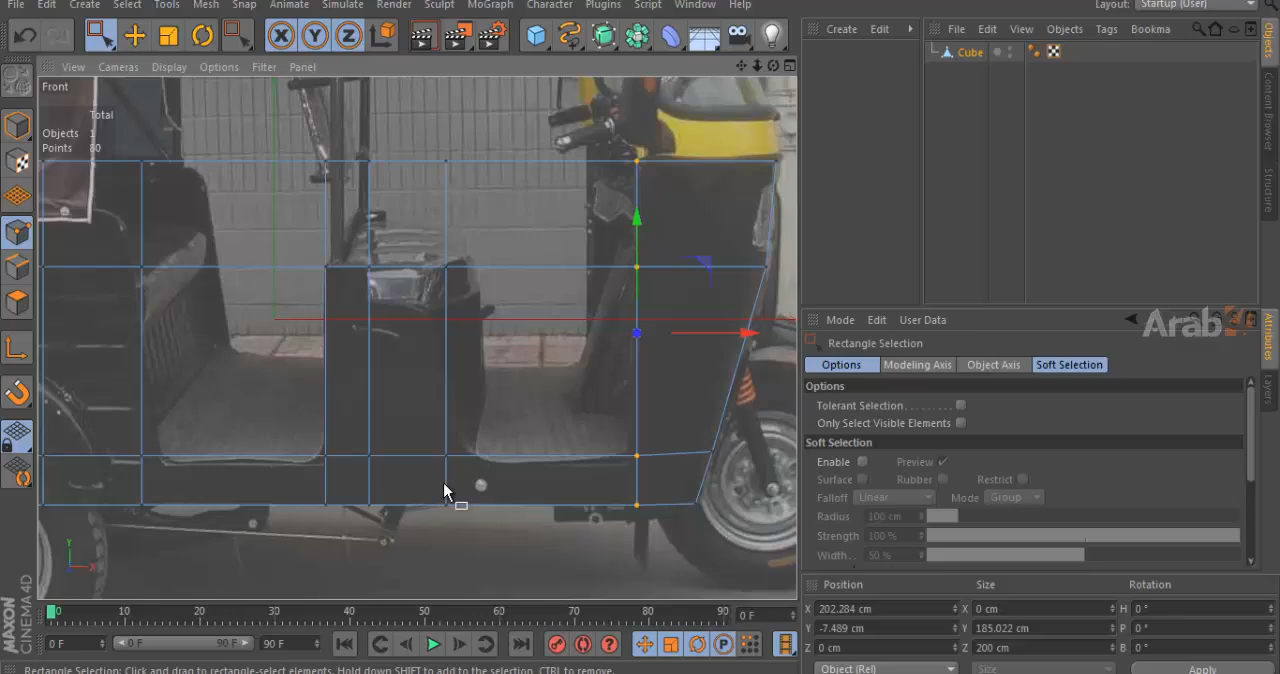 File Edit Create Select Tools Mesh Snap Animate Simulate Render Sculpt MoGraph Character Plugins Script Window Help
Layout: Startup (User)
View Cameras Display Options Filter Panel
Create Edit
File Edit View Objects Tags Bookma
Front
Cube
Total
Objects 1
Points 80
Objects
Content Browser
Structure
Mode Edit User Data
Arab
Rectangle Selection
Options Modeling Axis Object Axis Soft Selection
Attributes
Layers
Options
Tolerant Selection
Only Select Visible Elements
Soft Selection
Enable Preview
Surface Rubber Restrict
Falloff Linear Mode Group
Radius 100 cm
Strength 100 %
Width 50 %
Y
X
0 10 20 30 40 50 60 70 80 90 0 F
0 F 0 F 90 F 90 F
Position Size Rotation
X 202.284 cm X 0 cm H 0 °
Y -7.489 cm Y 185.022 cm P 0 °
Z 0 cm Z 200 cm B 0 °
Object (Rel) Size Apply
MAXON
CINEMA 4D
Rectangle Selection: Click and drag to rectangle-select elements. Hold down SHIFT to add to the selection, CTRL to remove.